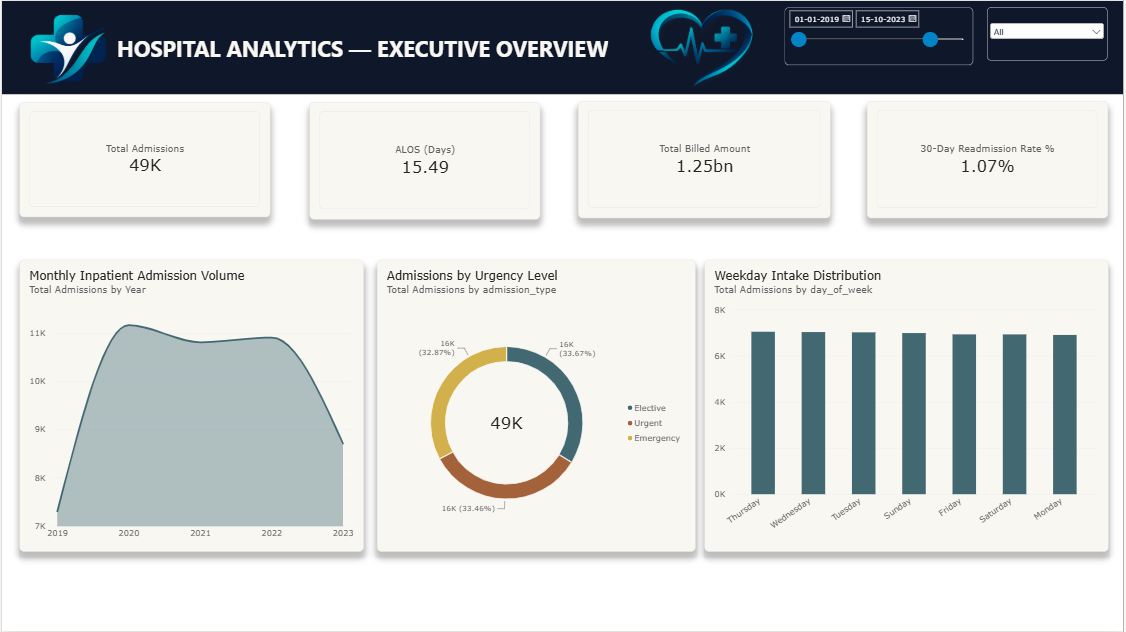 HOSPITAL ANALYTICS — EXECUTIVE OVERVIEW
01-01-2019
15-10-2023
All
Total Admissions
49K
ALOS (Days)
15.49
Total Billed Amount
1.25bn
30-Day Readmission Rate %
1.07%
Monthly Inpatient Admission Volume
Total Admissions by Year
11K
10K
9K
8K
7K
2019
2020
2021
2022
2023
Admissions by Urgency Level
Total Admissions by admission_type
16K
(32.87%)
16K
(33.67%)
49K
16K (33.46%)
Elective
Urgent
Emergency
Weekday Intake Distribution
Total Admissions by day_of_week
8K
6K
4K
2K
0K
Thursday
Wednesday
Tuesday
Sunday
Friday
Saturday
Monday